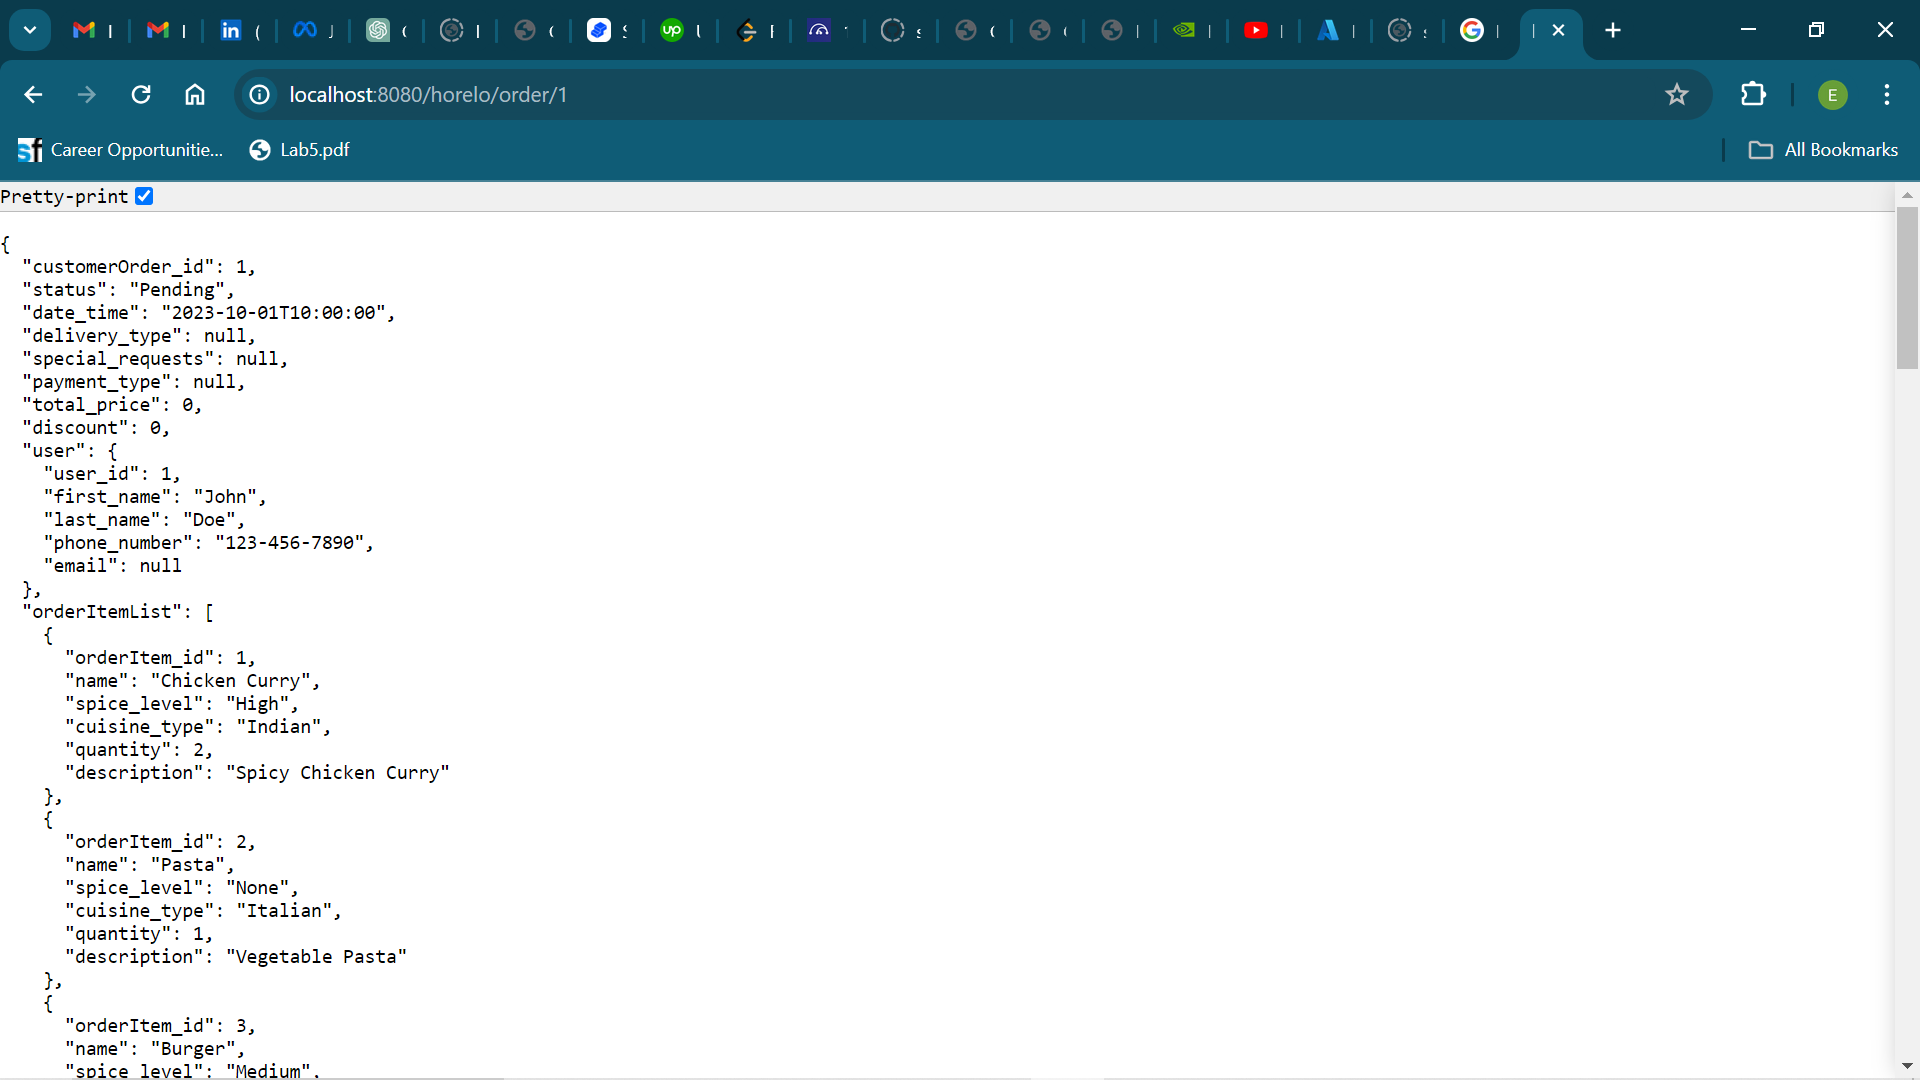 in
up
localhost:8080/horelo/order/1
E
sf Career Opportunitie...
Lab5.pdf
All Bookmarks
Pretty-print
{
"customerOrder_id": 1,
"status": "Pending",
"date_time": "2023-10-01T10:00:00",
"delivery_type": null,
"special_requests": null,
"payment_type": null,
"total_price": 0,
"discount": 0,
"user": {
"user_id": 1,
"first_name": "John",
"last_name": "Doe",
"phone_number": "123-456-7890",
"email": null
},
"orderItemList": [
{
"orderItem_id": 1,
"name": "Chicken Curry",
"spice_level": "High",
"cuisine_type": "Indian",
"quantity": 2,
"description": "Spicy Chicken Curry"
},
{
"orderItem_id": 2,
"name": "Pasta",
"spice_level": "None",
"cuisine_type": "Italian",
"quantity": 1,
"description": "Vegetable Pasta"
},
{
"orderItem_id": 3,
"name": "Burger",
"spice_level": "Medium",